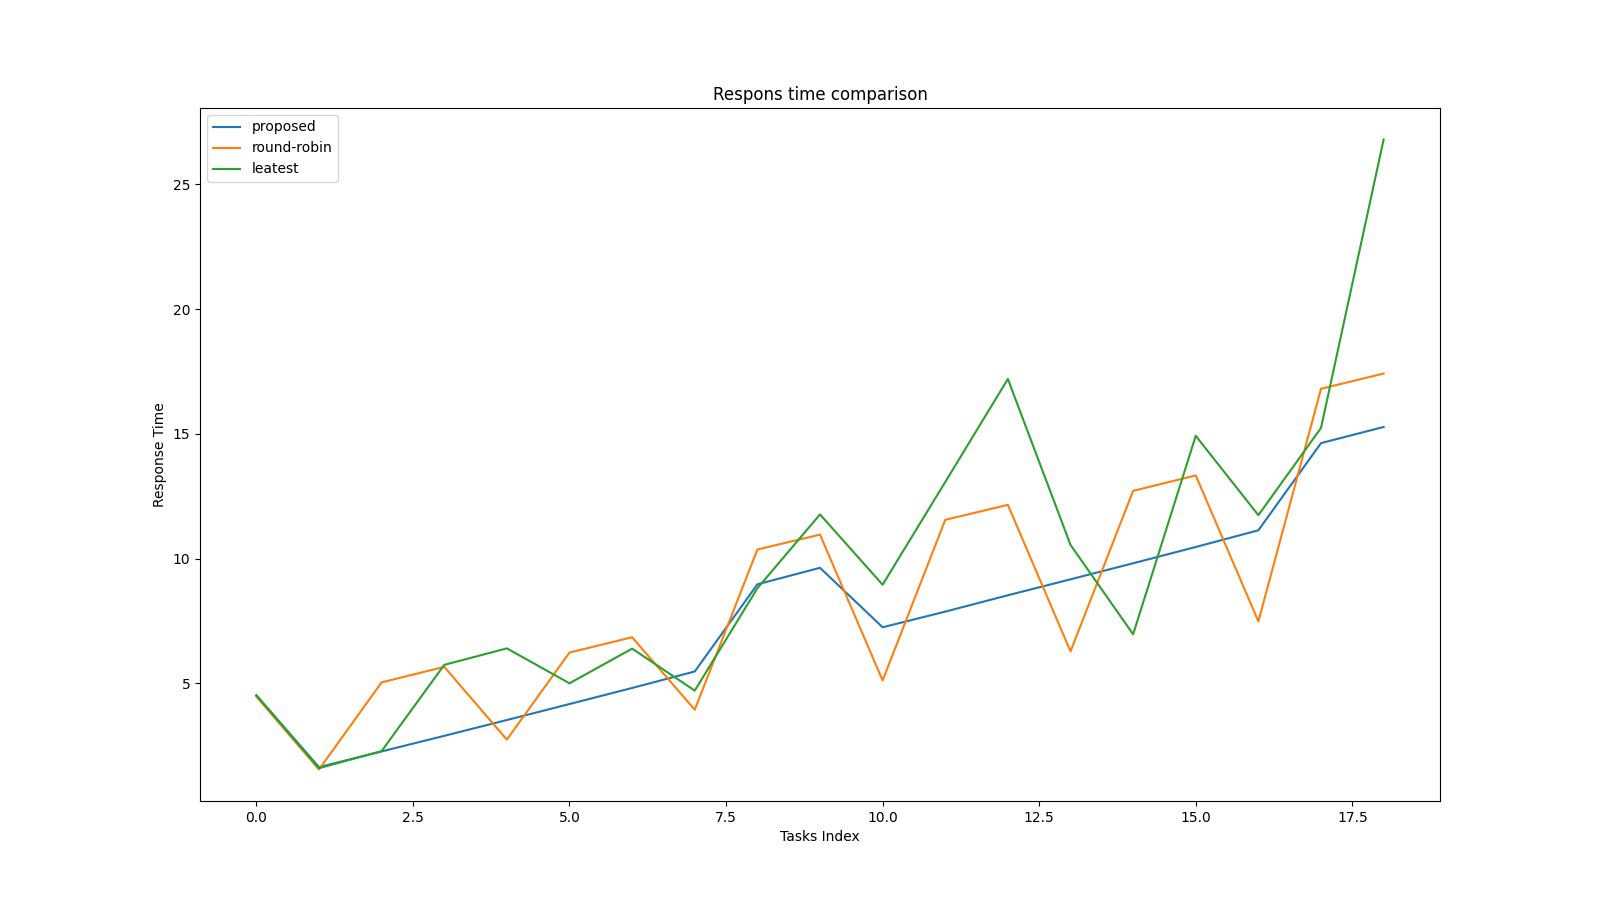 Respons time comparison
proposed
round-robin
leatest
25
20
15
10
5
Response Time
0.0 2.5 5.0 7.5 10.0 12.5 15.0 17.5
Tasks Index